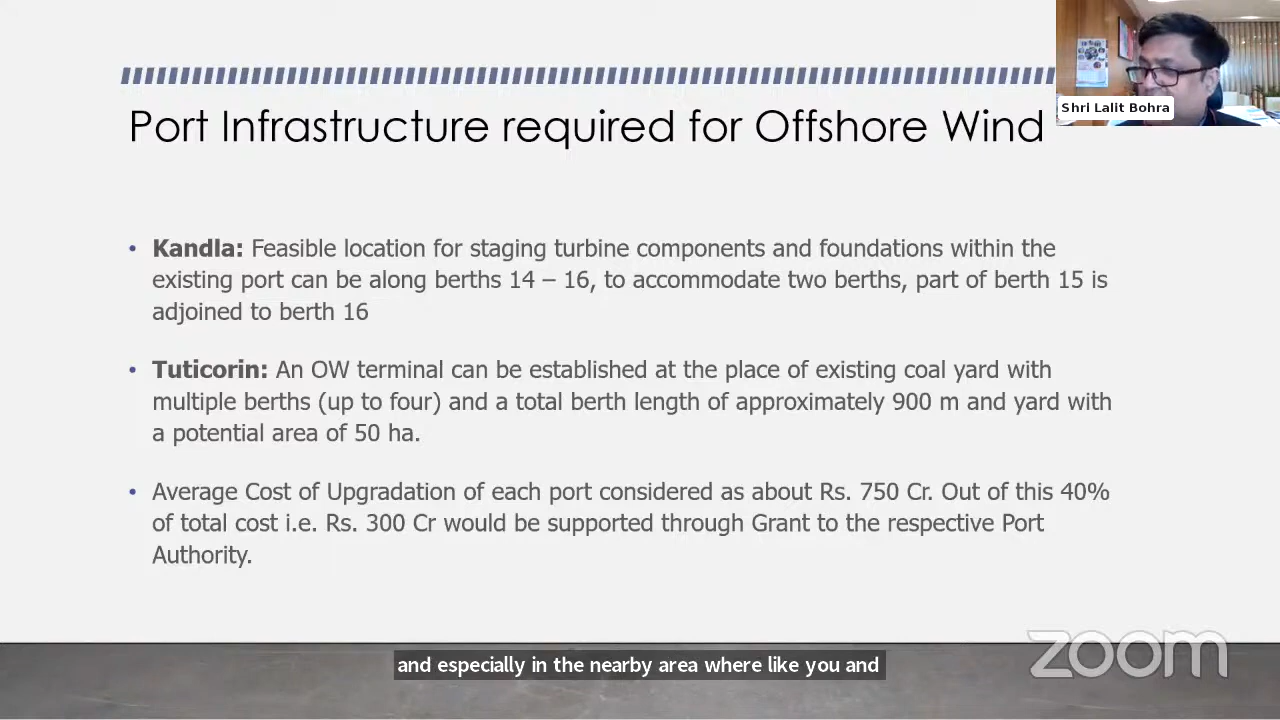 Shri Lalit Bohra
Port Infrastructure required for Offshore Wind
• Kandla: Feasible location for staging turbine components and foundations within the
existing port can be along berths 14 – 16, to accommodate two berths, part of berth 15 is
adjoined to berth 16
• Tuticorin: An OW terminal can be established at the place of existing coal yard with
multiple berths (up to four) and a total berth length of approximately 900 m and yard with
a potential area of 50 ha.
• Average Cost of Upgradation of each port considered as about Rs. 750 Cr. Out of this 40%
of total cost i.e. Rs. 300 Cr would be supported through Grant to the respective Port
Authority.
and especially in the nearby area where like you and
zoom